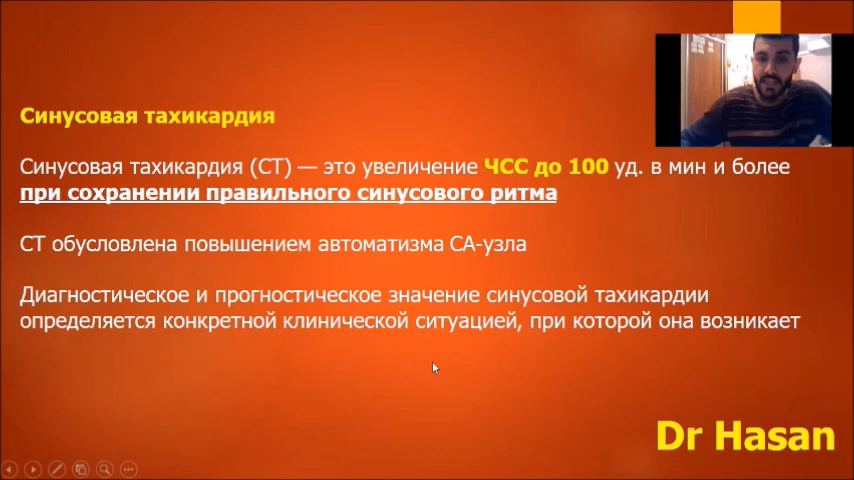 Синусовая тахикардия
Синусовая тахикардия (СТ) — это увеличение ЧСС до 100 уд. в мин и более
при сохранении правильного синусового ритма
СТ обусловлена повышением автоматизма СА-узла
Диагностическое и прогностическое значение синусовой тахикардии
определяется конкретной клинической ситуацией, при которой она возникает
Dr Hasan